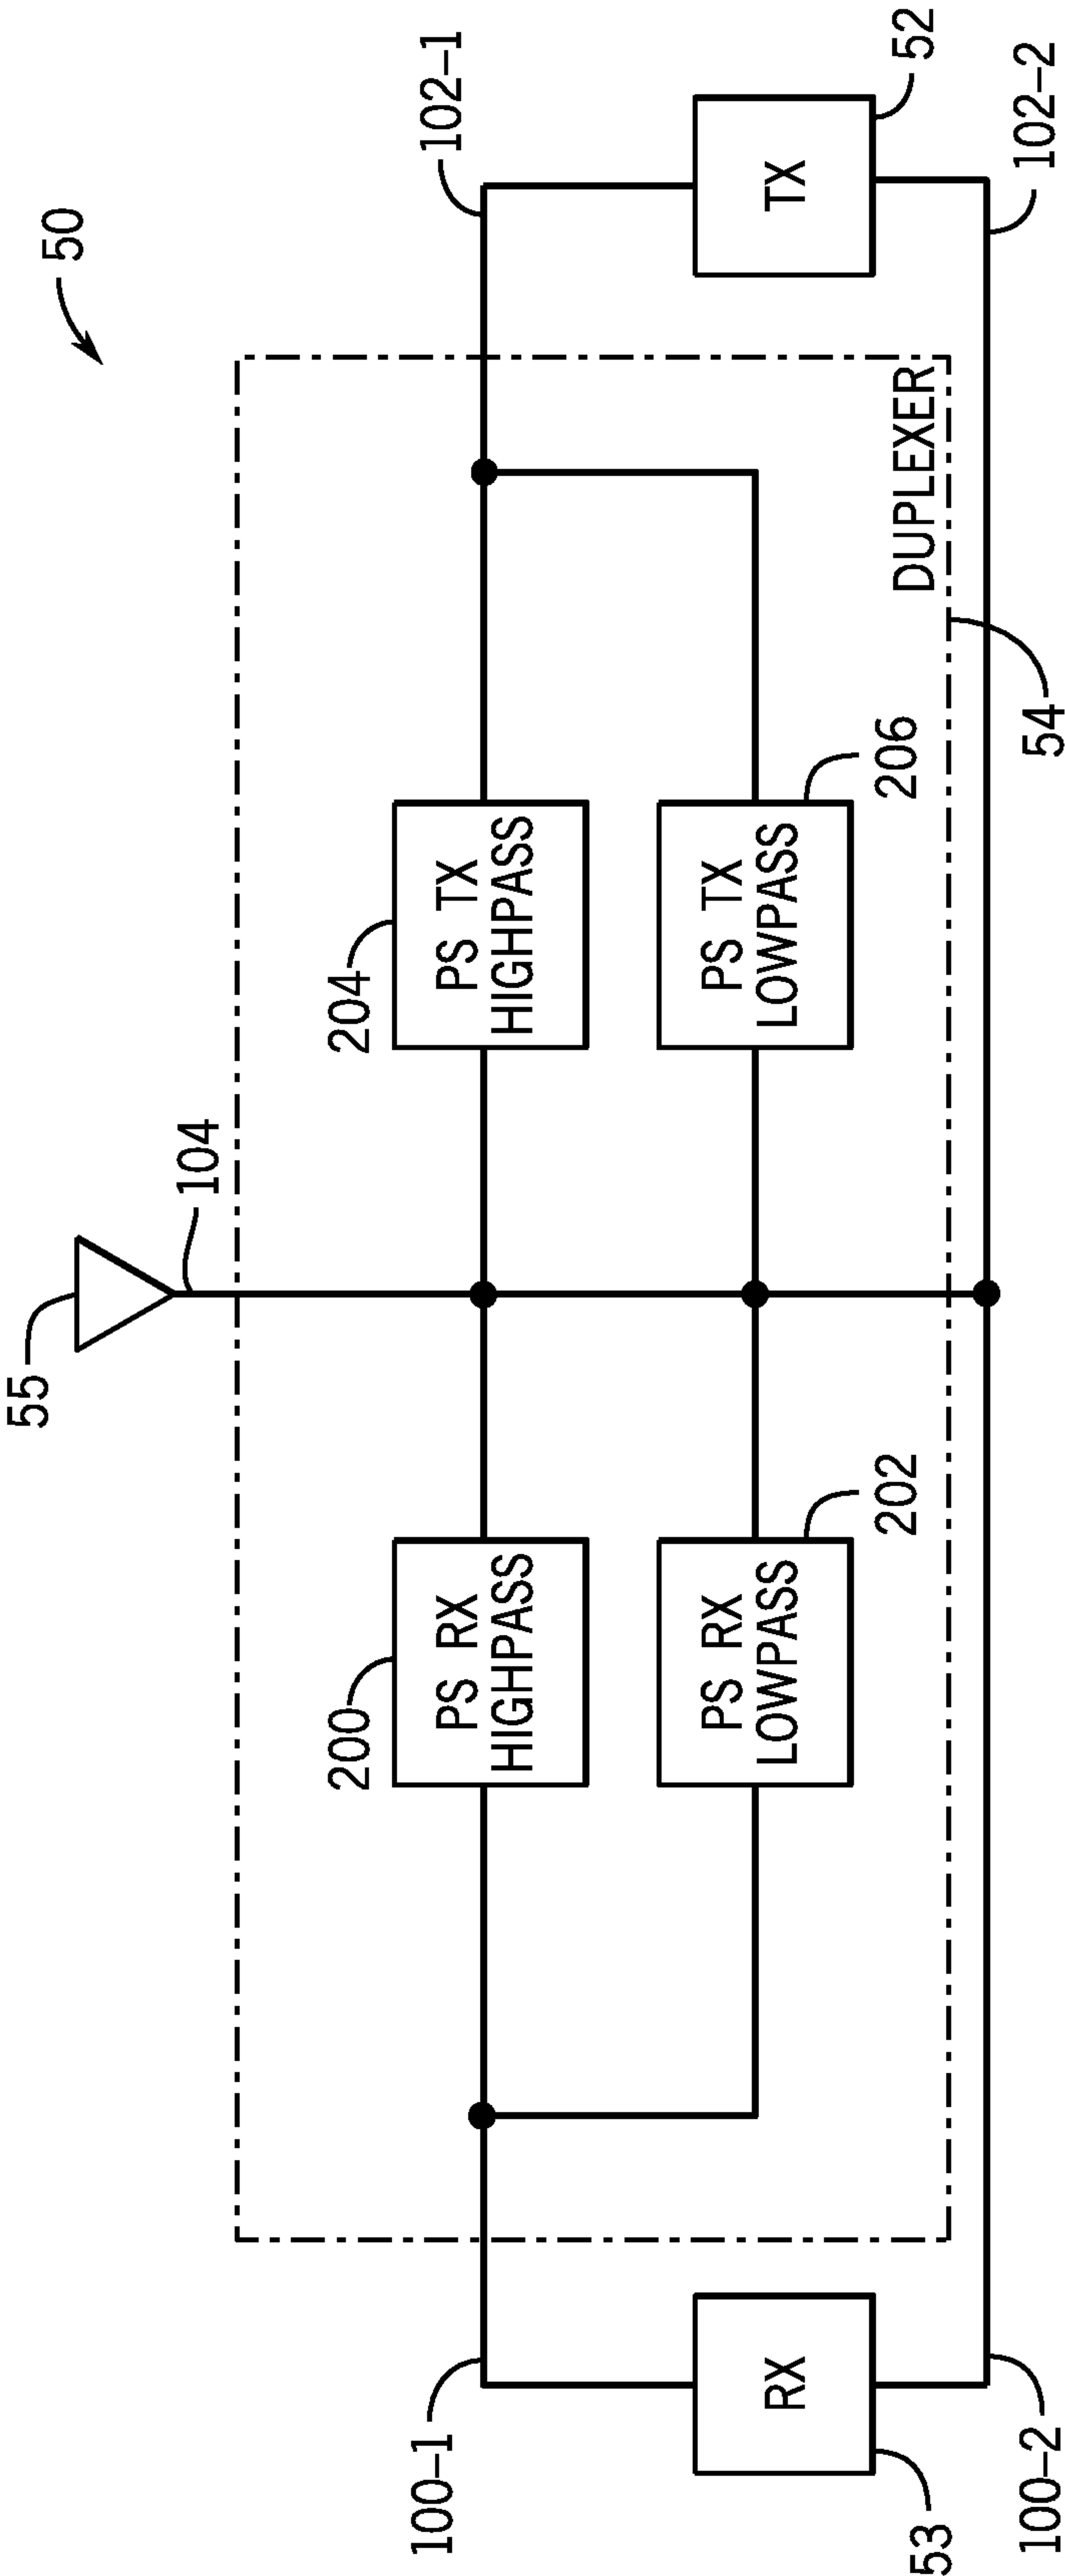 50
55
104
102–1
100–1
200
PS RX
HIGHPASS
204
PS TX
HIGHPASS
PS RX
LOWPASS
202
PS TX
LOWPASS
206
RX
53
TX
52
DUPLEXER
54
100–2
102–2